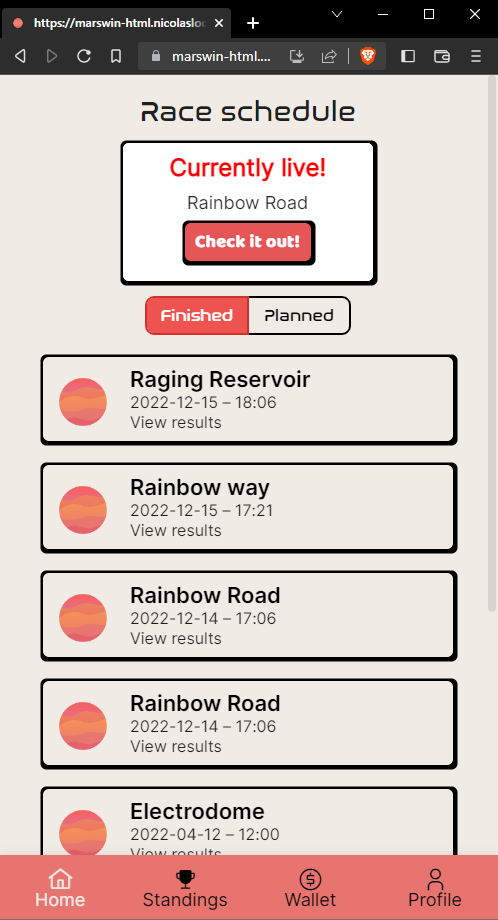 https://marswin-html.nicolasloc
marswin-html....
Race schedule
Currently live!
Rainbow Road
Check it out!
Finished
Planned
Raging Reservoir
2022-12-15 – 18:06
View results
Rainbow way
2022-12-15 – 17:21
View results
Rainbow Road
2022-12-14 – 17:06
View results
Rainbow Road
2022-12-14 – 17:06
View results
Electrodome
2022-04-12 – 12:00
View results
Home
Standings
Wallet
Profile